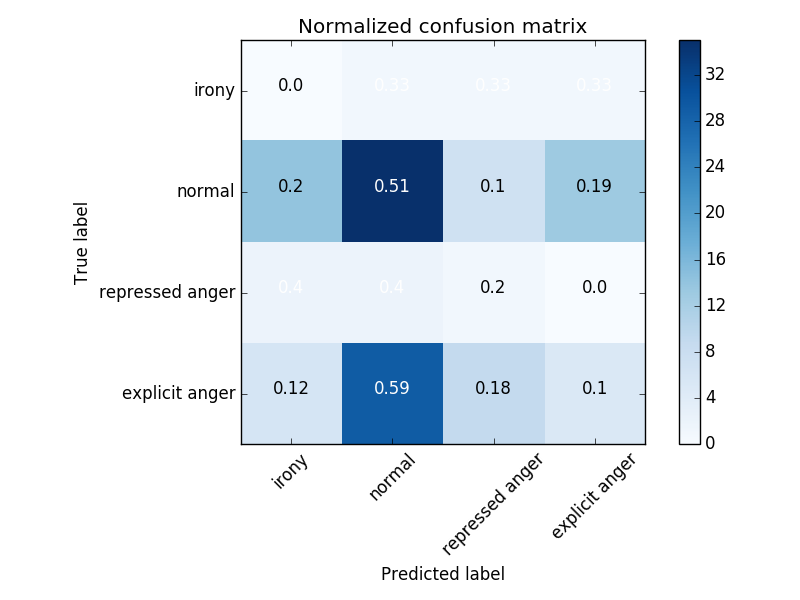 Normalized confusion matrix
True label
irony 0.0 0.33 0.33 0.33
normal 0.2 0.51 0.1 0.19
repressed anger 0.4 0.4 0.2 0.0
explicit anger 0.12 0.59 0.18 0.1
irony normal repressed anger explicit anger
Predicted label
32
28
24
20
16
12
8
4
0